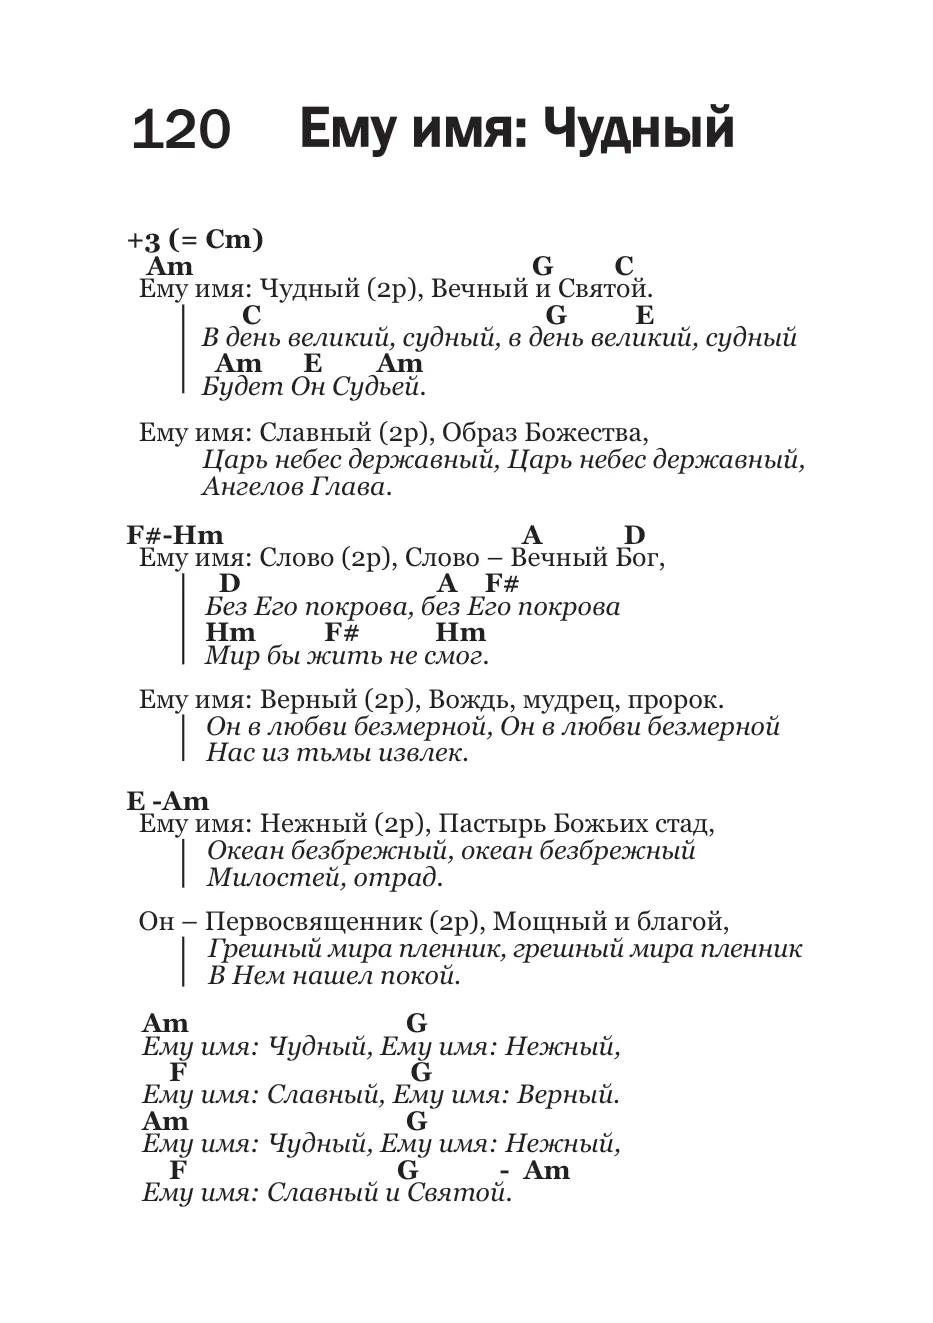 120 Ему имя: Чудный
+3 (= Cm)
Am G C
Ему имя: Чудный (2р), Вечный и Святой.
C G E
В день великий, судный, в день великий, судный
Am E Am
Будет Он Судьей.
Ему имя: Славный (2р), Образ Божества,
Царь небес державный, Царь небес державный,
Ангелов Глава.
F#-Hm A D
Ему имя: Слово (2р), Слово – Вечный Бог,
D A F#
Без Его покрова, без Его покрова
Hm F# Hm
Мир бы жить не смог.
Ему имя: Верный (2р), Вождь, мудрец, пророк.
Он в любви безмерной, Он в любви безмерной
Нас из тьмы извлек.
E -Am
Ему имя: Нежный (2р), Пастырь Божьих стад,
Океан безбрежный, океан безбрежный
Милостей, отрад.
Он – Первосвященник (2р), Мощный и благой,
Грешный мира пленник, грешный мира пленник
В Нем нашел покой.
Am G
Ему имя: Чудный, Ему имя: Нежный,
F G
Ему имя: Славный, Ему имя: Верный.
Am G
Ему имя: Чудный, Ему имя: Нежный,
F G - Am
Ему имя: Славный и Святой.